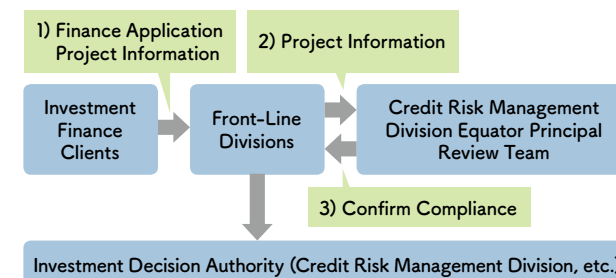 1) Finance Application
Project Information
2) Project Information
Investment
Finance
Clients
Front-Line
Divisions
Credit Risk Management
Division Equator Principal
Review Team
3) Confirm Compliance
Investment Decision Authority (Credit Risk Management Division, etc.)